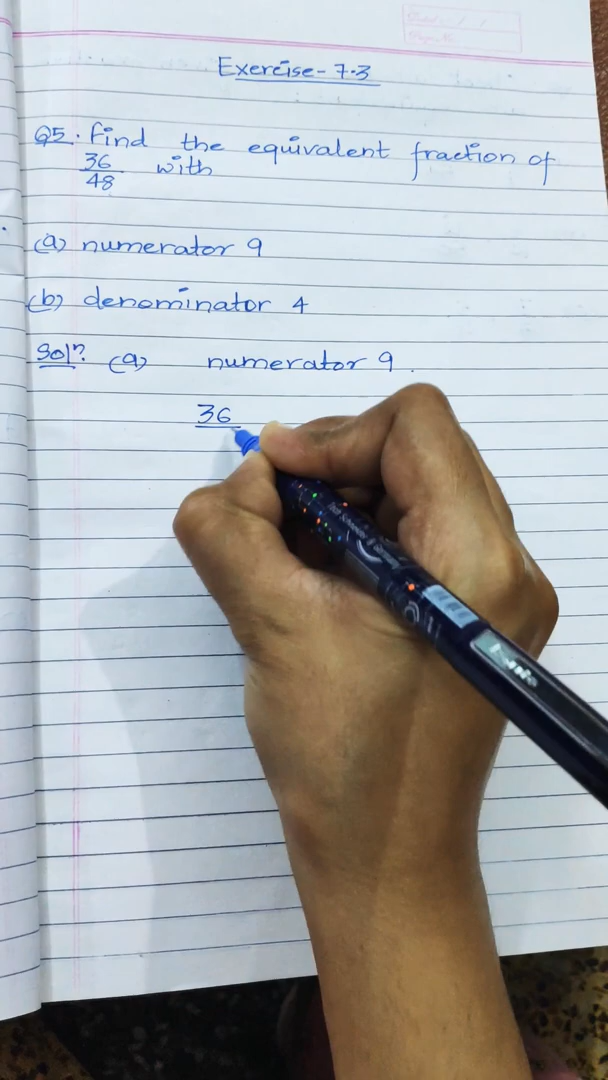 Exercise-7.3
Q5. Find the equivalent fraction of
36/48 with
(a) numerator 9
(b) denominator 4
Solⁿ? (a) numerator 9.
36